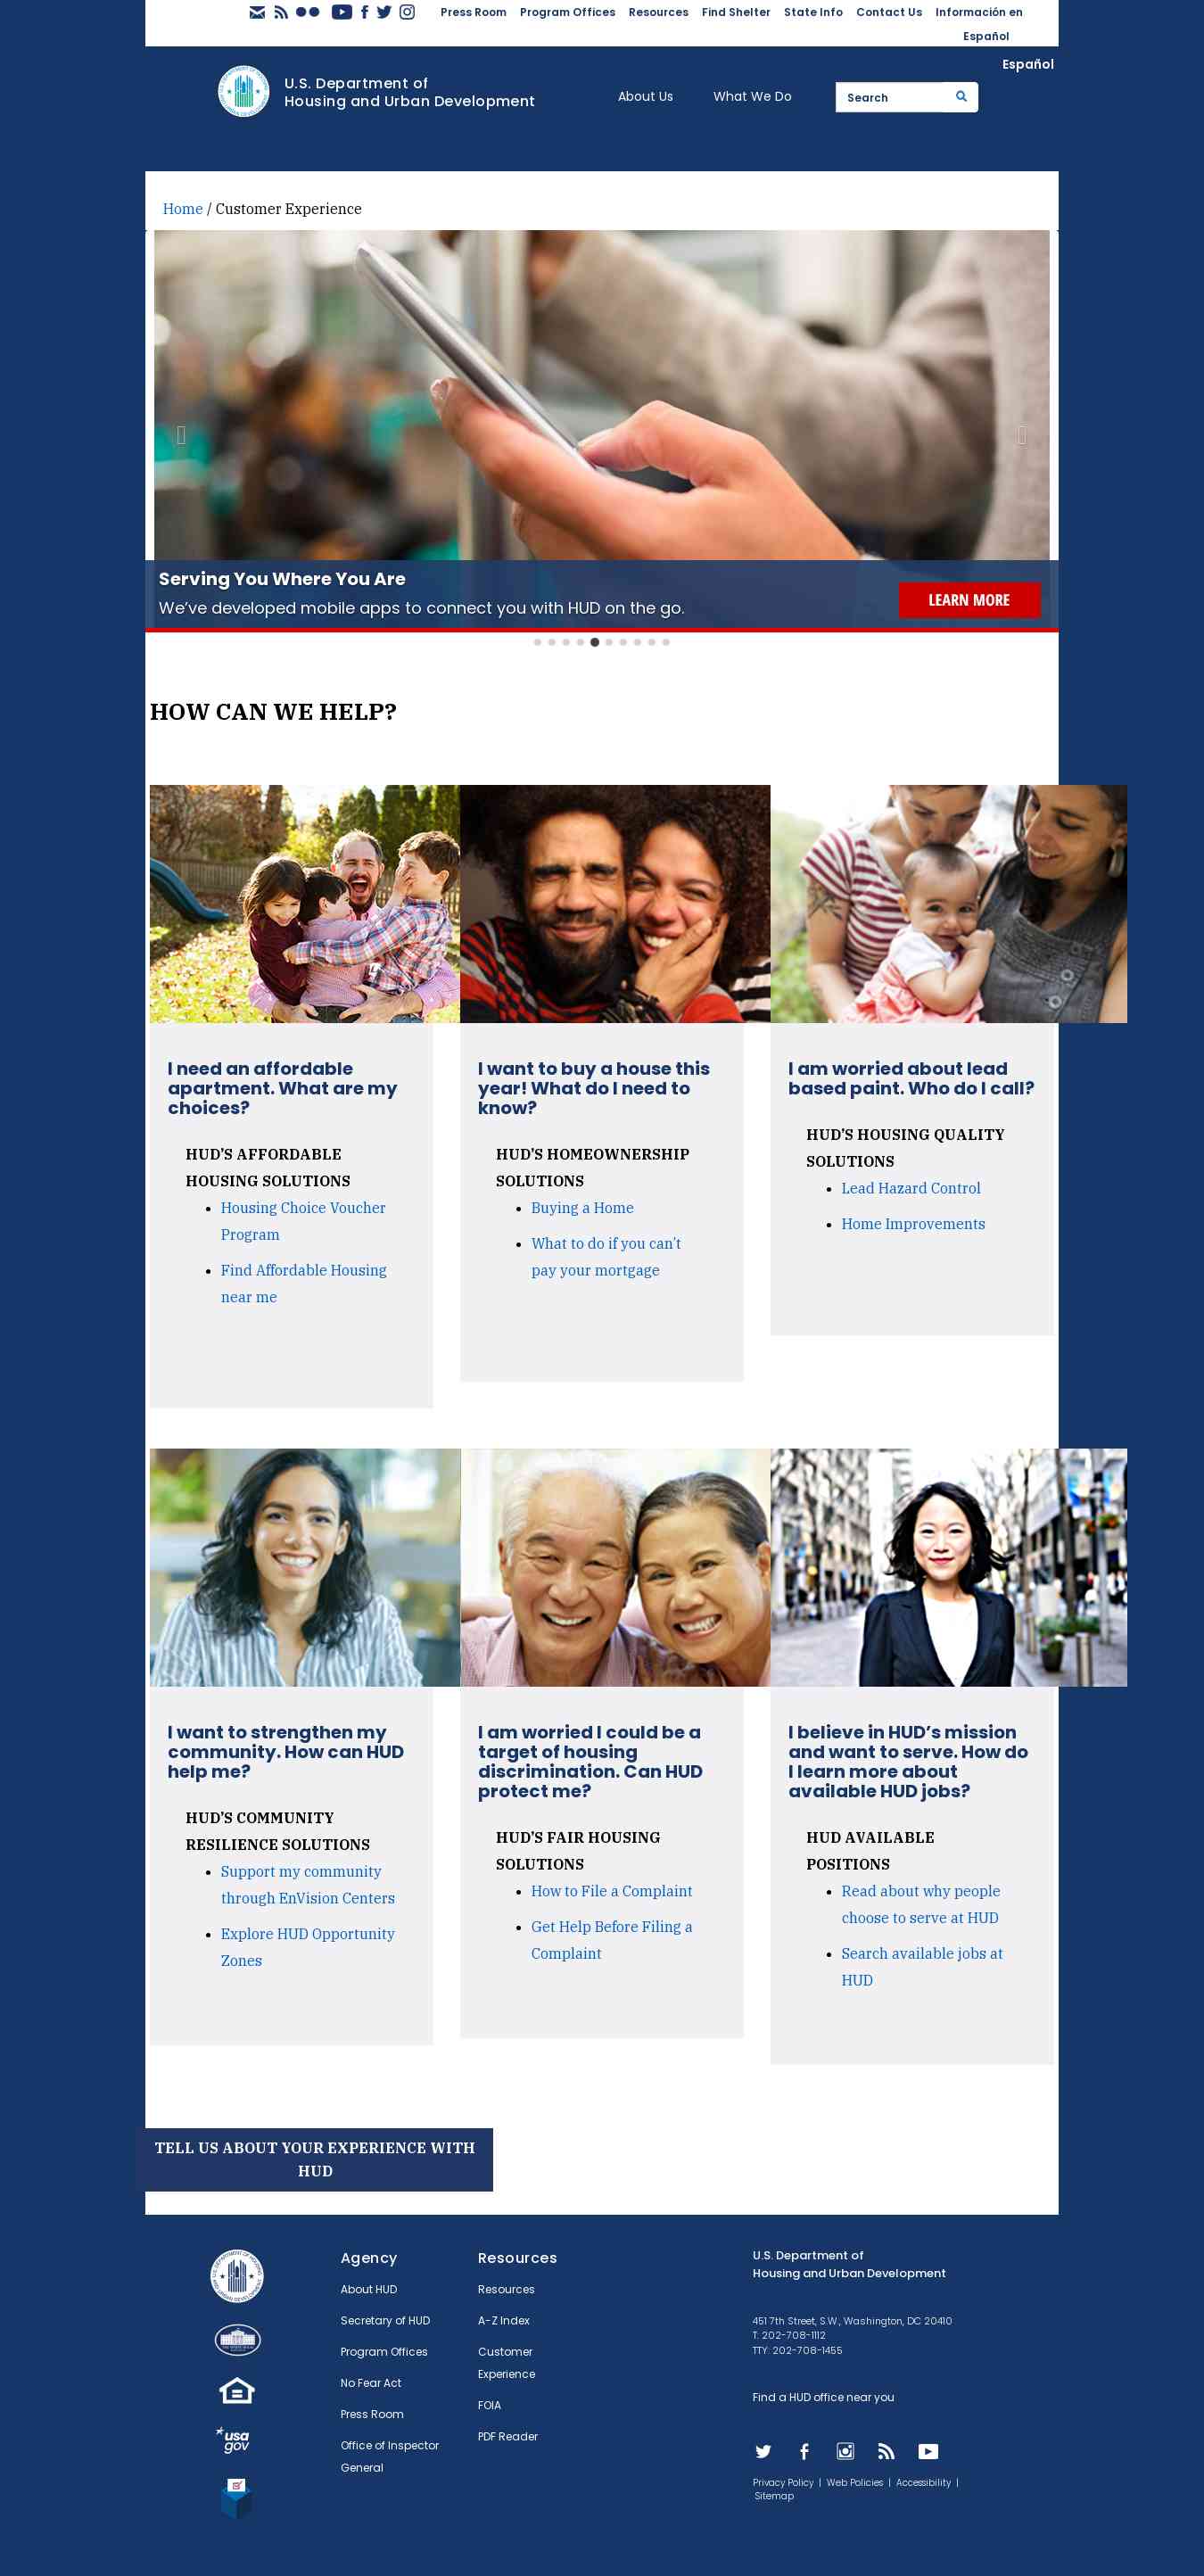 Press Room Program Offices Resources Find Shelter State Info Contact Us Información en
Español
Español
U.S. Department of
Housing and Urban Development
About Us What We Do Search
Home / Customer Experience
Serving You Where You Are
We’ve developed mobile apps to connect you with HUD on the go.
LEARN MORE
HOW CAN WE HELP?
I need an affordable
apartment. What are my
choices?
HUD'S AFFORDABLE
HOUSING SOLUTIONS
Housing Choice Voucher
Program
Find Affordable Housing
near me
I want to buy a house this
year! What do I need to
know?
HUD'S HOMEOWNERSHIP
SOLUTIONS
Buying a Home
What to do if you can’t
pay your mortgage
I am worried about lead
based paint. Who do I call?
HUD'S HOUSING QUALITY
SOLUTIONS
Lead Hazard Control
Home Improvements
I want to strengthen my
community. How can HUD
help me?
HUD'S COMMUNITY
RESILIENCE SOLUTIONS
Support my community
through EnVision Centers
Explore HUD Opportunity
Zones
I am worried I could be a
target of housing
discrimination. Can HUD
protect me?
HUD'S FAIR HOUSING
SOLUTIONS
How to File a Complaint
Get Help Before Filing a
Complaint
I believe in HUD’s mission
and want to serve. How do
I learn more about
available HUD jobs?
HUD AVAILABLE
POSITIONS
Read about why people
choose to serve at HUD
Search available jobs at
HUD
TELL US ABOUT YOUR EXPERIENCE WITH
HUD
usa
gov
Agency
About HUD
Secretary of HUD
Program Offices
No Fear Act
Press Room
Office of Inspector
General
Resources
Resources
A-Z Index
Customer
Experience
FOIA
PDF Reader
U.S. Department of
Housing and Urban Development
451 7th Street, S.W., Washington, DC 20410
T: 202-708-1112
TTY: 202-708-1455
Find a HUD office near you
Privacy Policy | Web Policies | Accessibility |
Sitemap